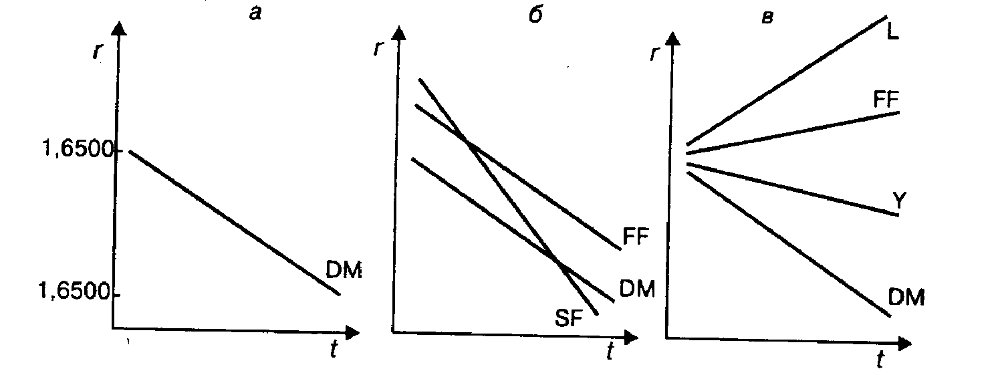 а
r
1,6500
1,6500
DM
t
б
r
FF
DM
SF
t
в
r
L
FF
Y
DM
t